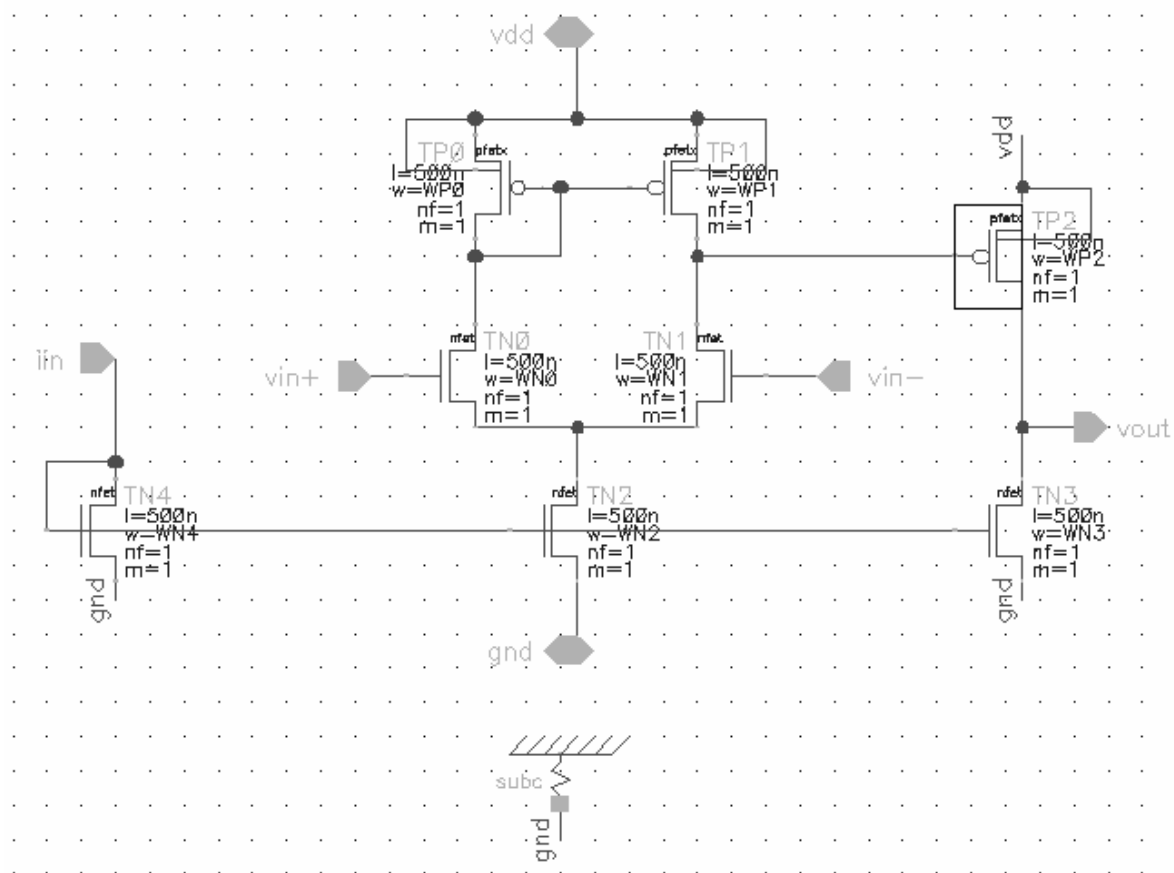 vdd
TP0
pfetx
l=500n
w=WP0
nf=1
m=1
TP1
pfetx
l=500n
w=WP1
nf=1
m=1
vdd
TP2
pfetx
l=500n
w=WP2
nf=1
m=1
iin
vin+
TN0
nfet
l=500n
w=WN0
nf=1
m=1
TN1
nfet
l=500n
w=WN1
nf=1
m=1
vin-
vout
TN4
nfet
l=500n
w=WN4
nf=1
m=1
gnd
TN2
nfet
l=500n
w=WN2
nf=1
m=1
gnd
TN3
nfet
l=500n
w=WN3
nf=1
m=1
gnd
subc
gnd